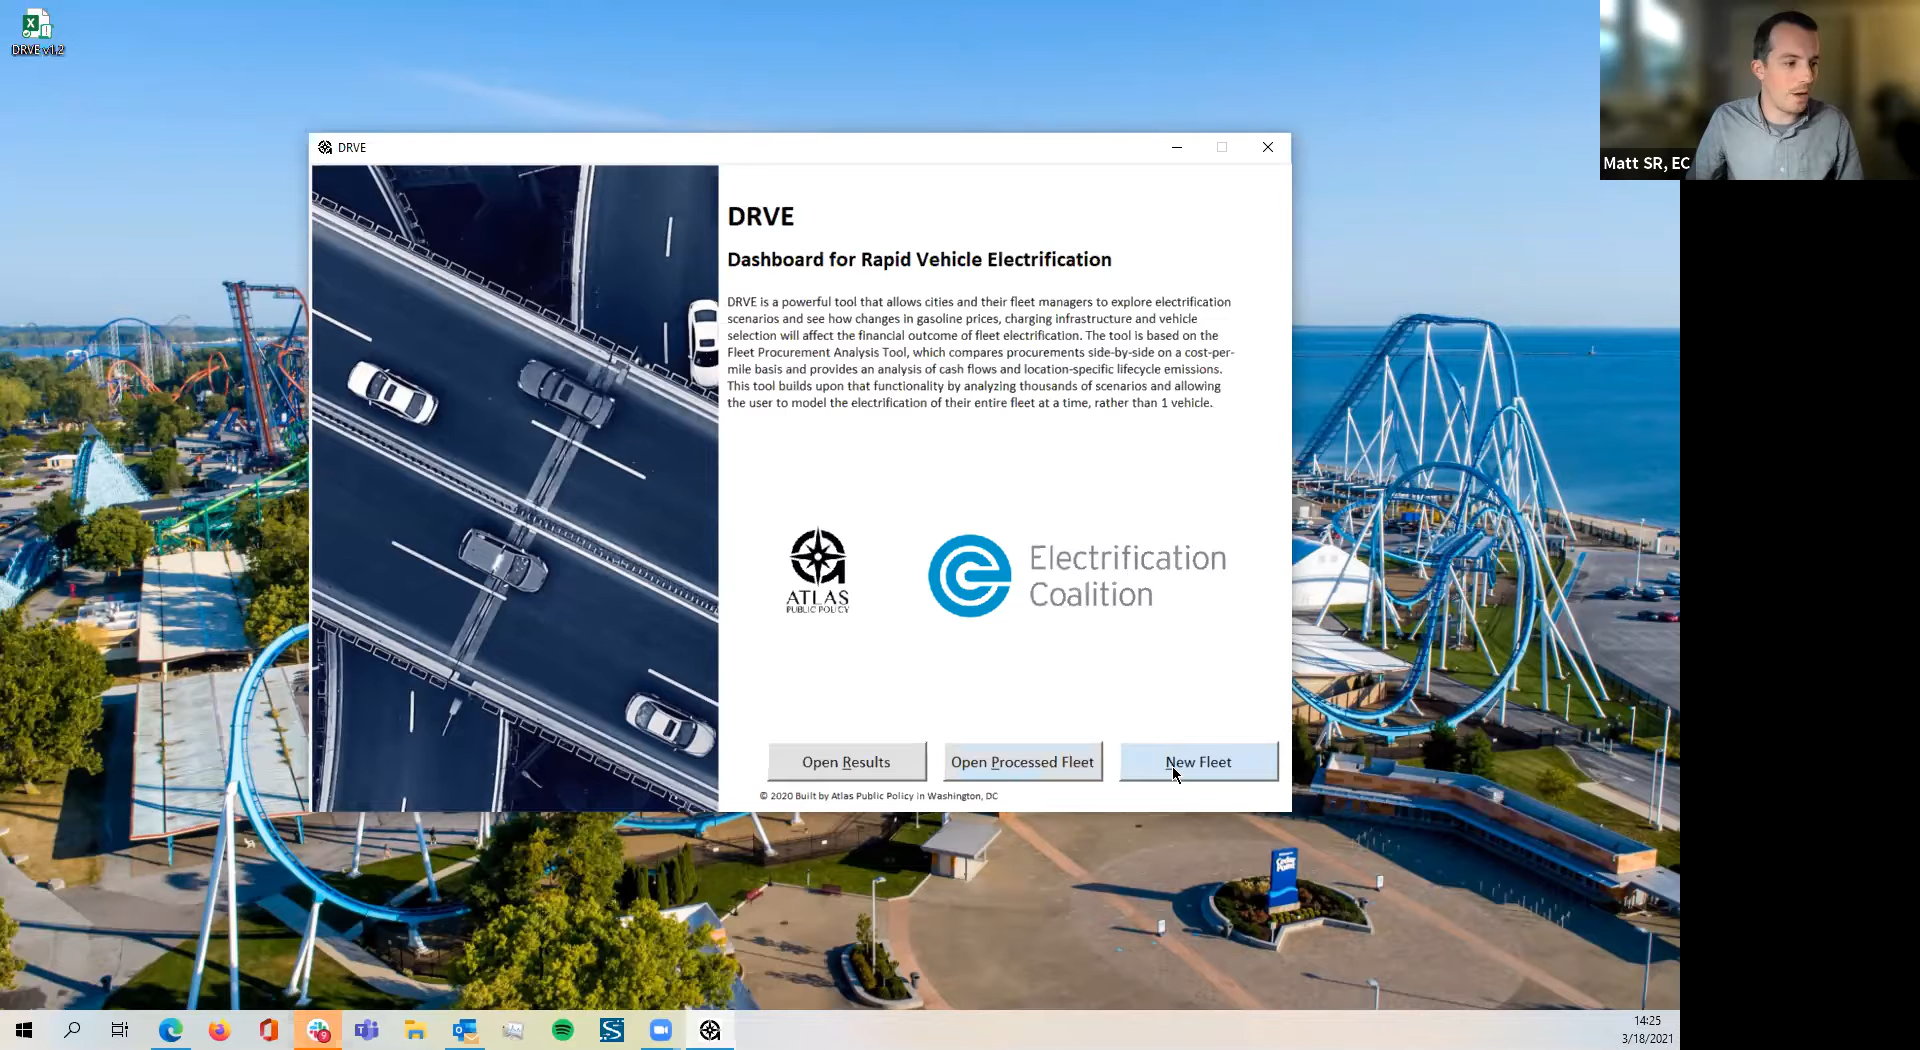 DRVE v1.2
Matt SR, EC
DRVE
DRVE
Dashboard for Rapid Vehicle Electrification
DRVE is a powerful tool that allows cities and their fleet managers to explore electrification
scenarios and see how changes in gasoline prices, charging infrastructure and vehicle
selection will affect the financial outcome of fleet electrification. The tool is based on the
Fleet Procurement Analysis Tool, which compares procurements side-by-side on a cost-per-
mile basis and provides an analysis of cash flows and location-specific lifecycle emissions.
This tool builds upon that functionality by analyzing thousands of scenarios and allowing
the user to model the electrification of their entire fleet at a time, rather than 1 vehicle.
ATLAS
PUBLIC POLICY
Electrification
Coalition
Open Results
Open Processed Fleet
New Fleet
© 2020 Built by Atlas Public Policy in Washington, DC
Cedar
Point
9
14:25
3/18/2021